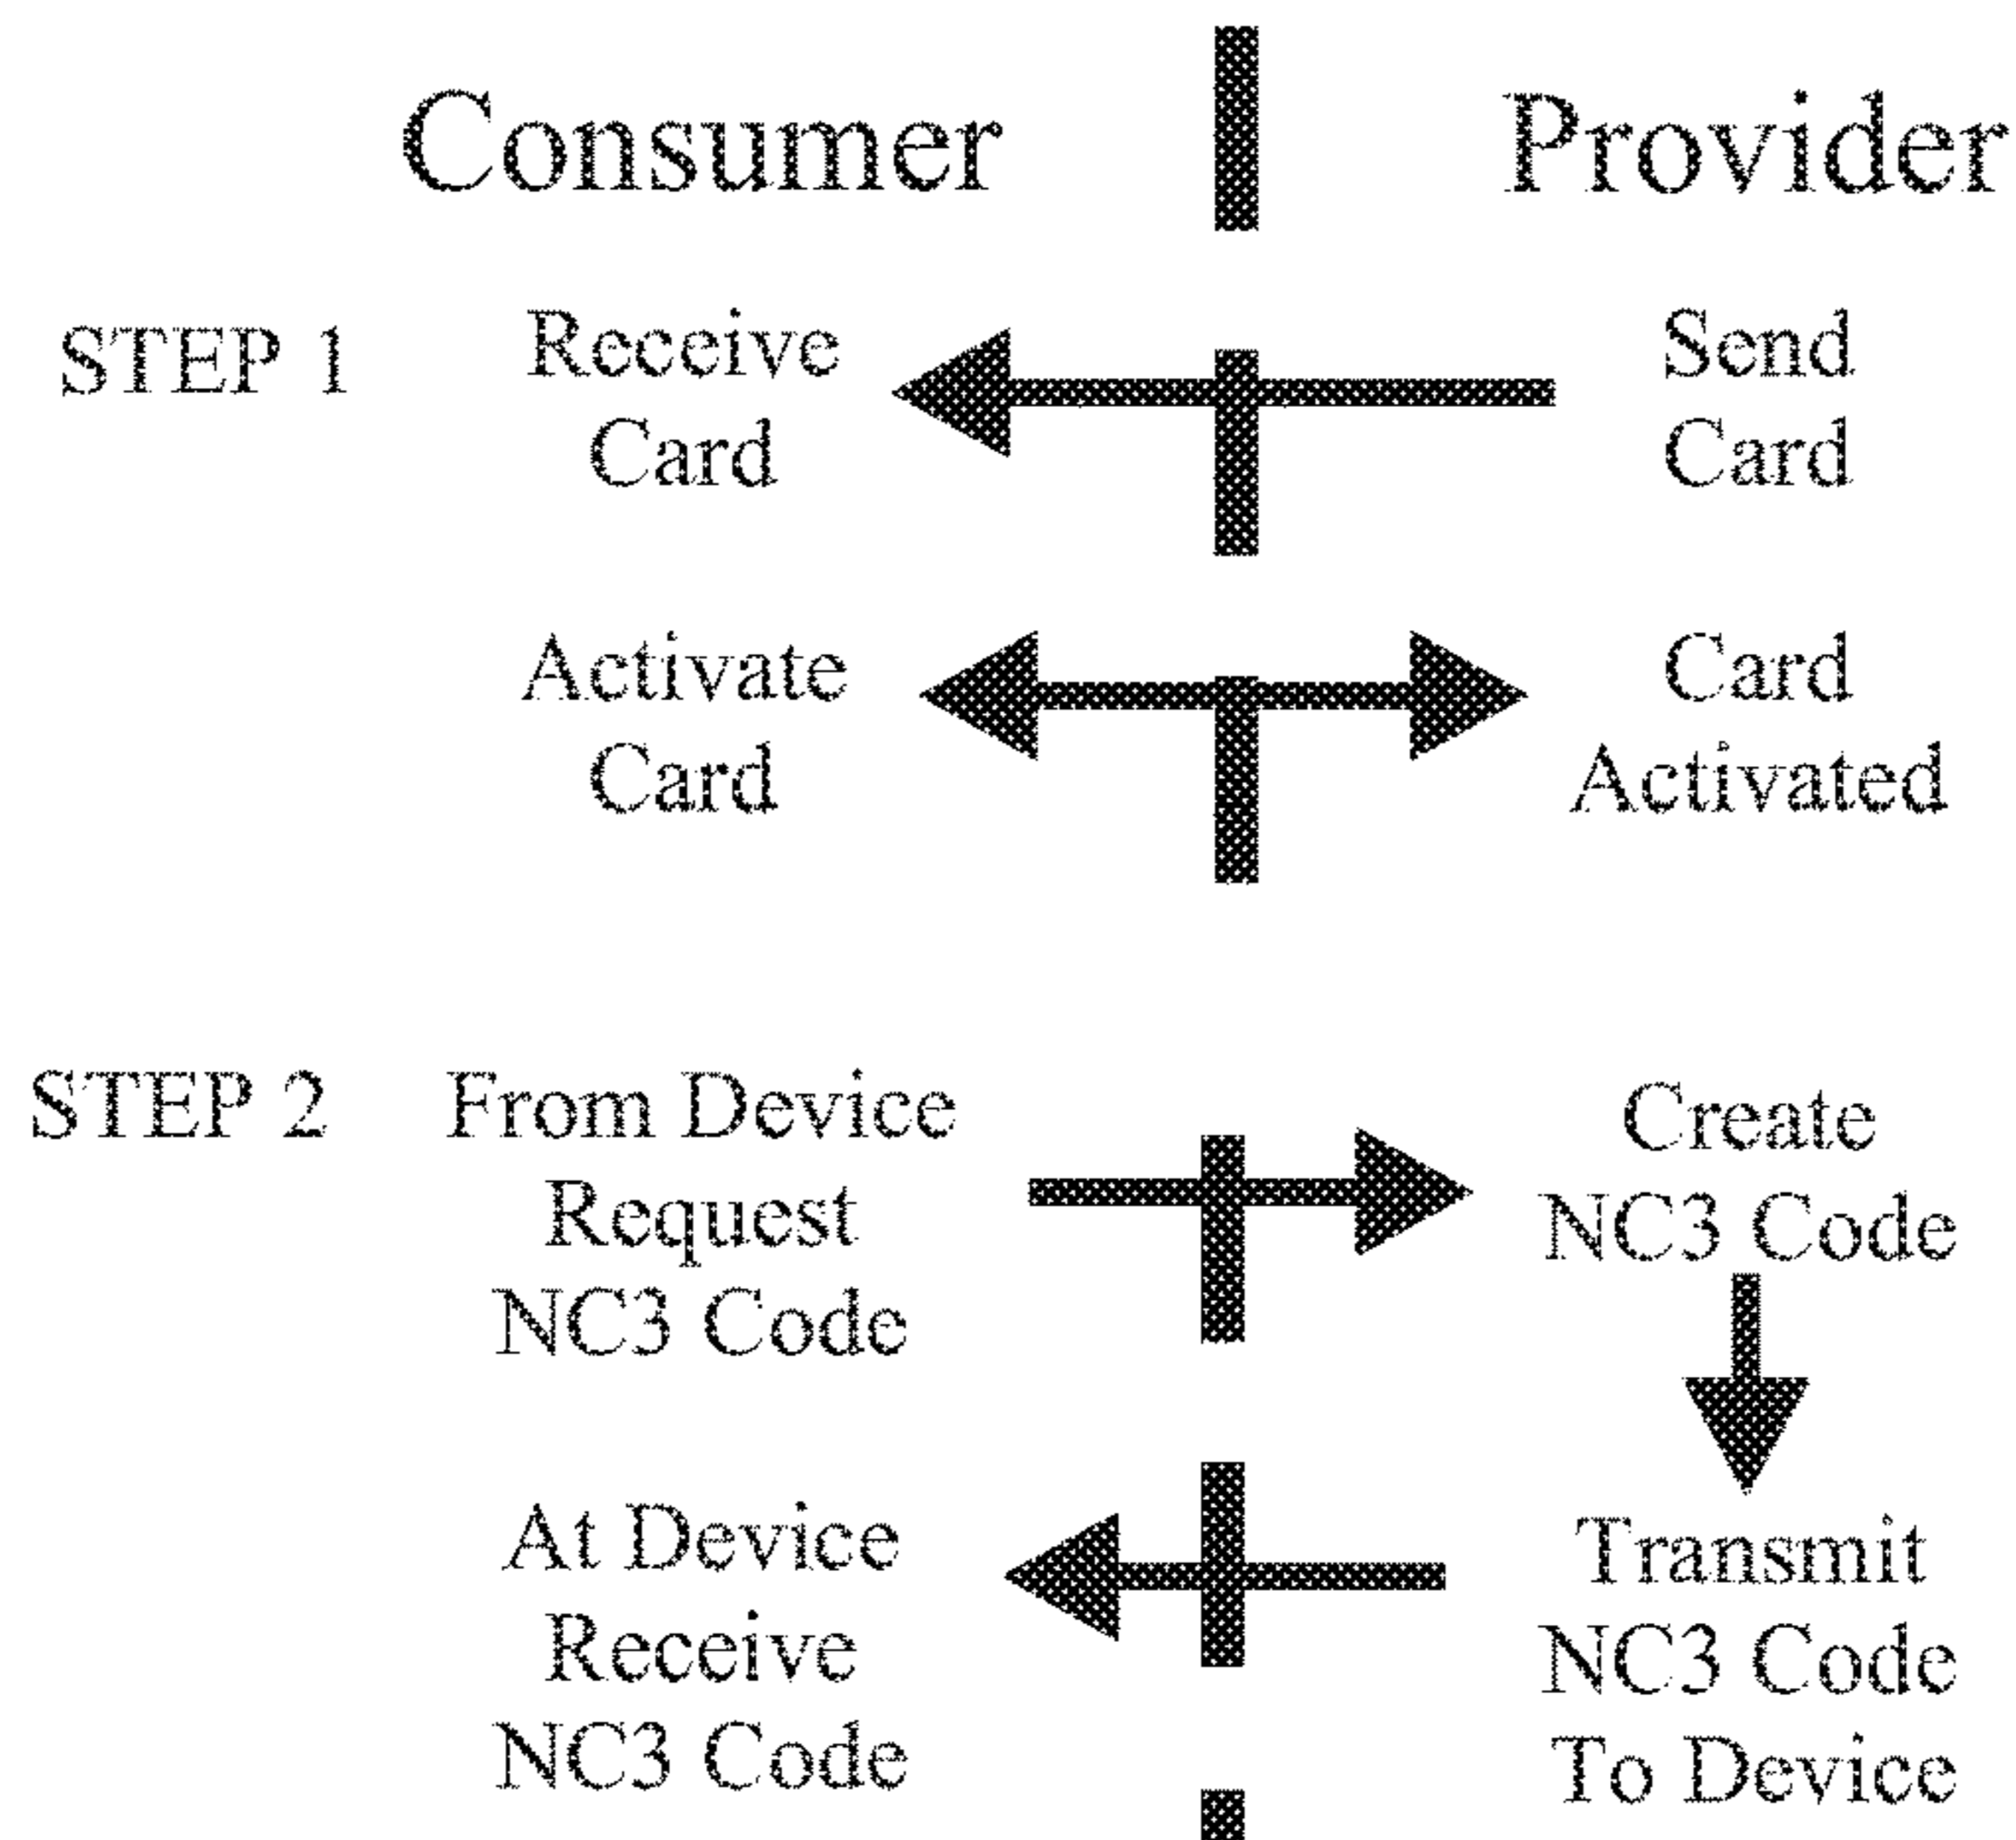 Consumer
Provider
STEP 1
Receive
Card
Send
Card
Activate
Card
Card
Activated
STEP 2
From Device
Request
NC3 Code
Create
NC3 Code
At Device
Receive
NC3 Code
Transmit
NC3 Code
To Device